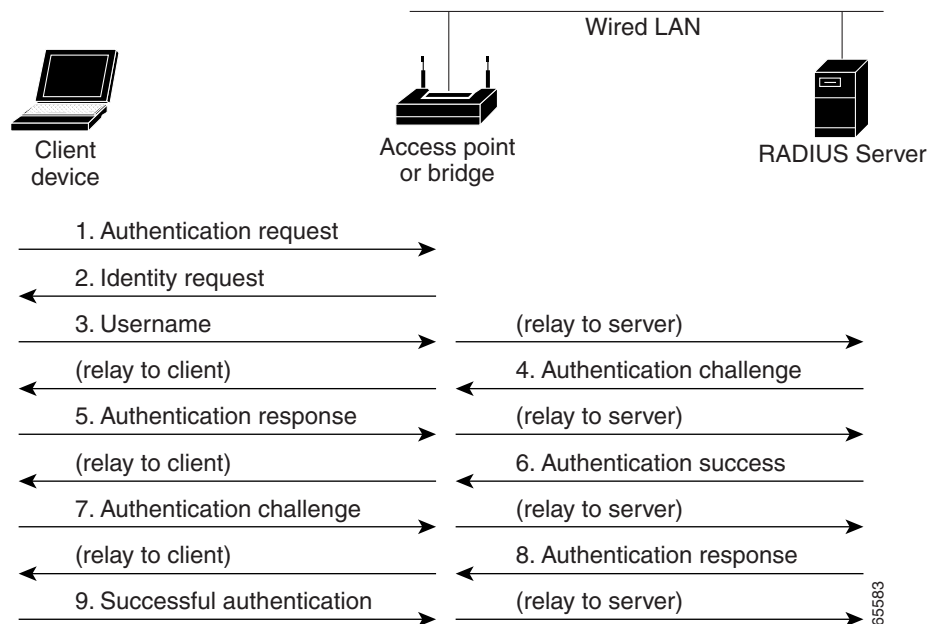 Wired LAN
Client
device
Access point
or bridge
RADIUS Server
1. Authentication request
2. Identity request
3. Username
(relay to server)
(relay to client)
4. Authentication challenge
5. Authentication response
(relay to server)
(relay to client)
6. Authentication success
7. Authentication challenge
(relay to server)
(relay to client)
8. Authentication response
9. Successful authentication
(relay to server)
65583